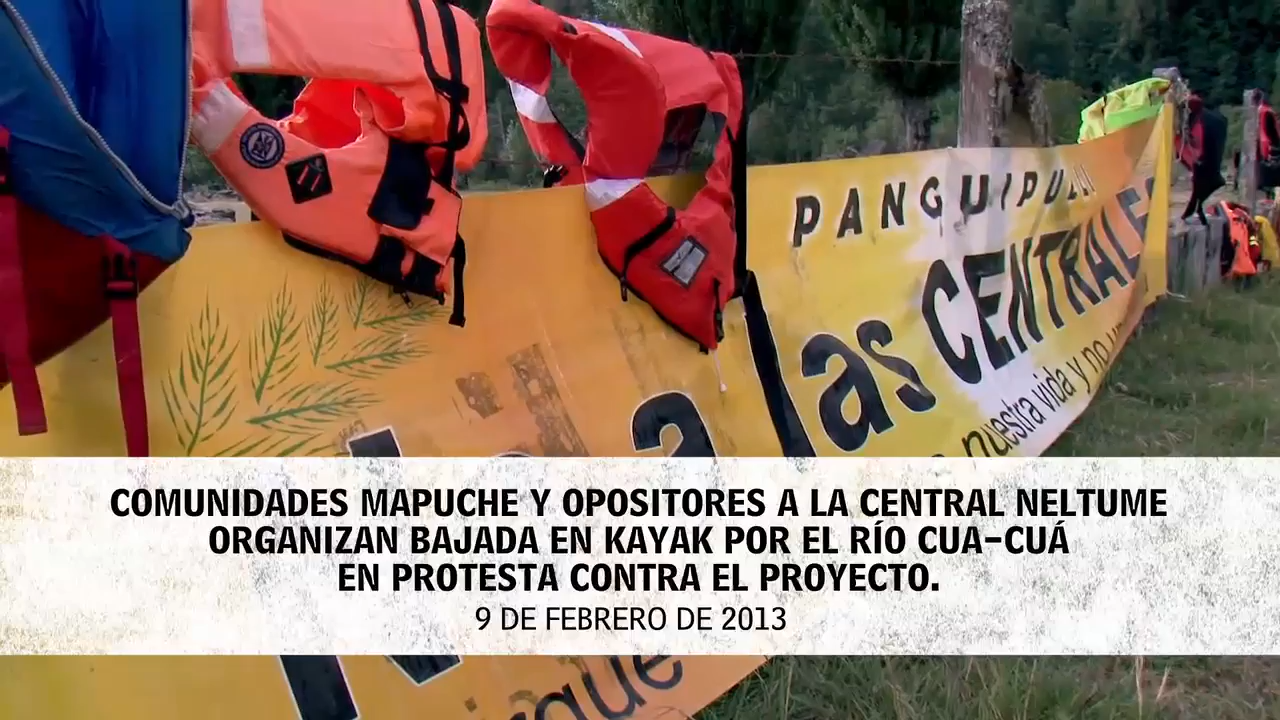 PANGUIPULLI
a las CENTRALE
nuestra vida y no
COMUNIDADES MAPUCHE Y OPOSITORES A LA CENTRAL NELTUME
ORGANIZAN BAJADA EN KAYAK POR EL RÍO CUA-CUÁ
EN PROTESTA CONTRA EL PROYECTO.
9 DE FEBRERO DE 2013